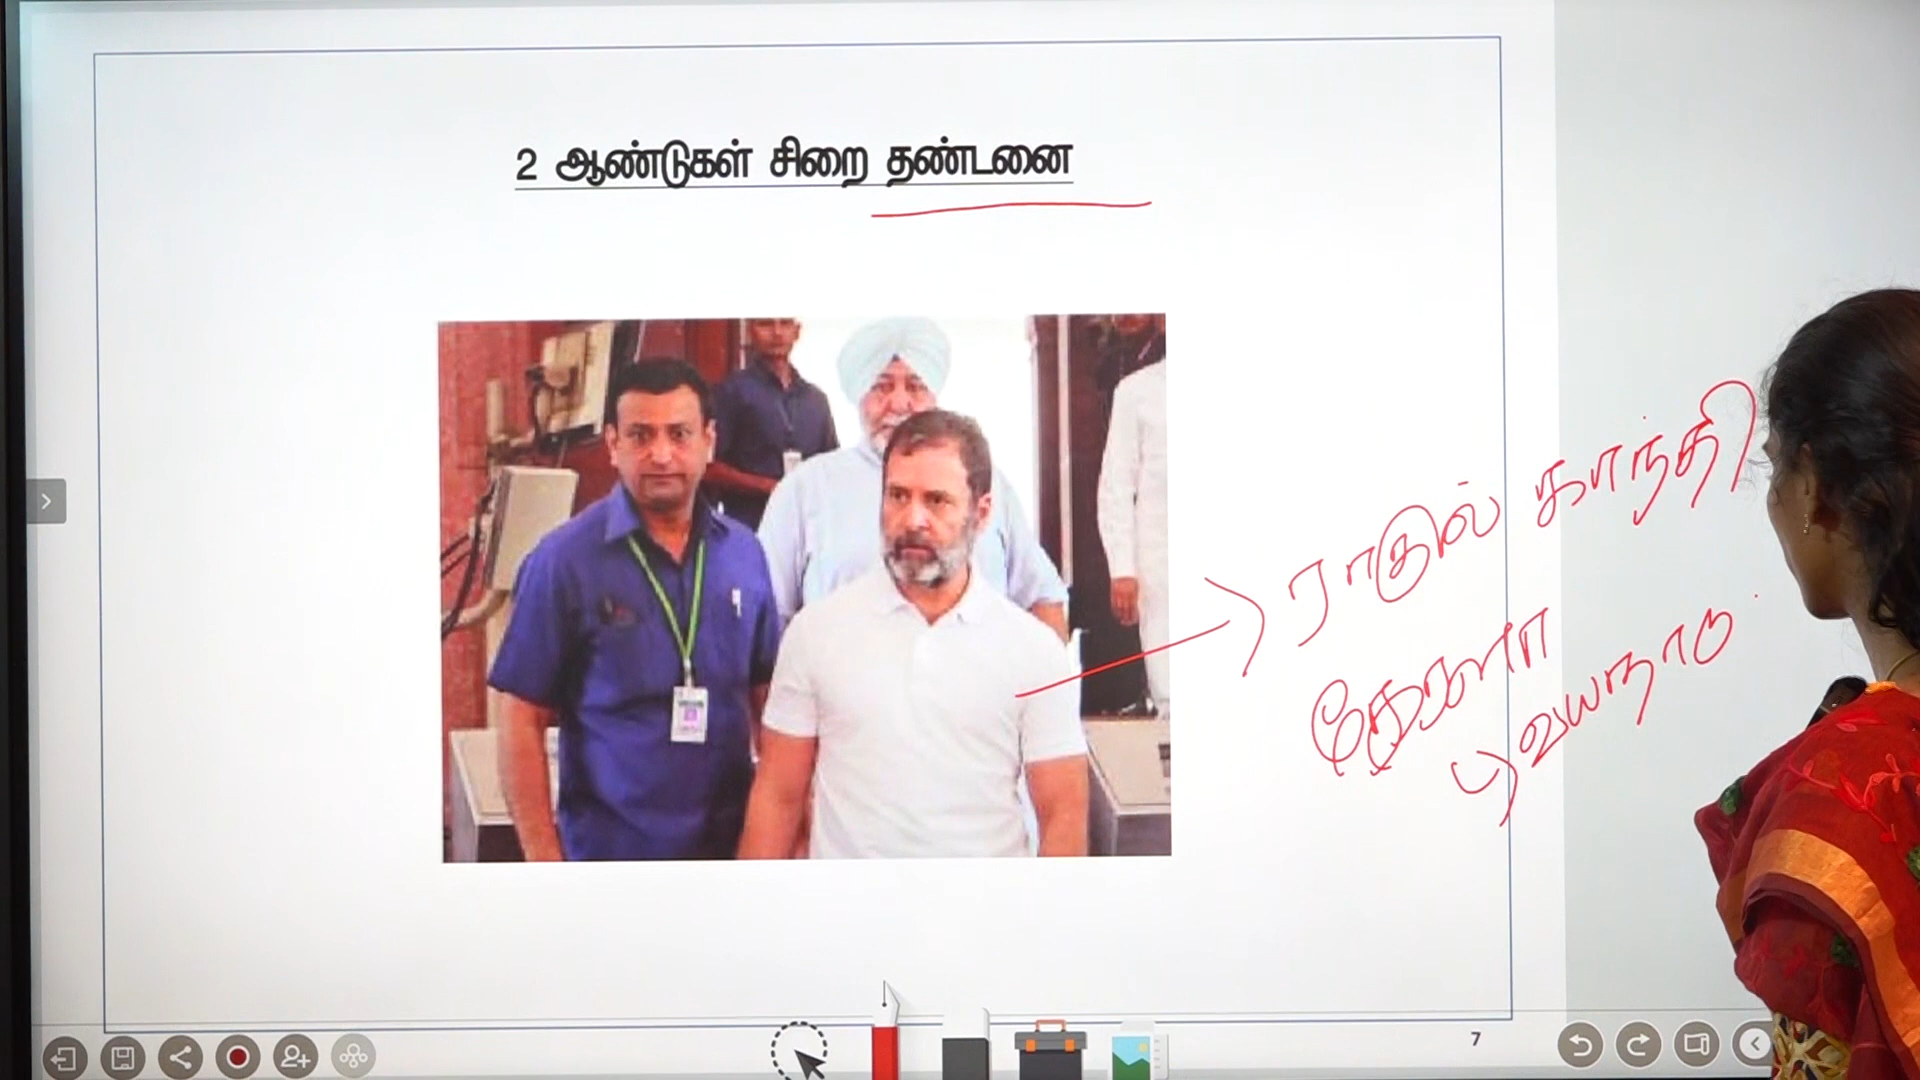 2 ஆண்டுகள் சிறை தண்டனை
ராகுல் காந்தி
கேரளா
வயநாடு
7